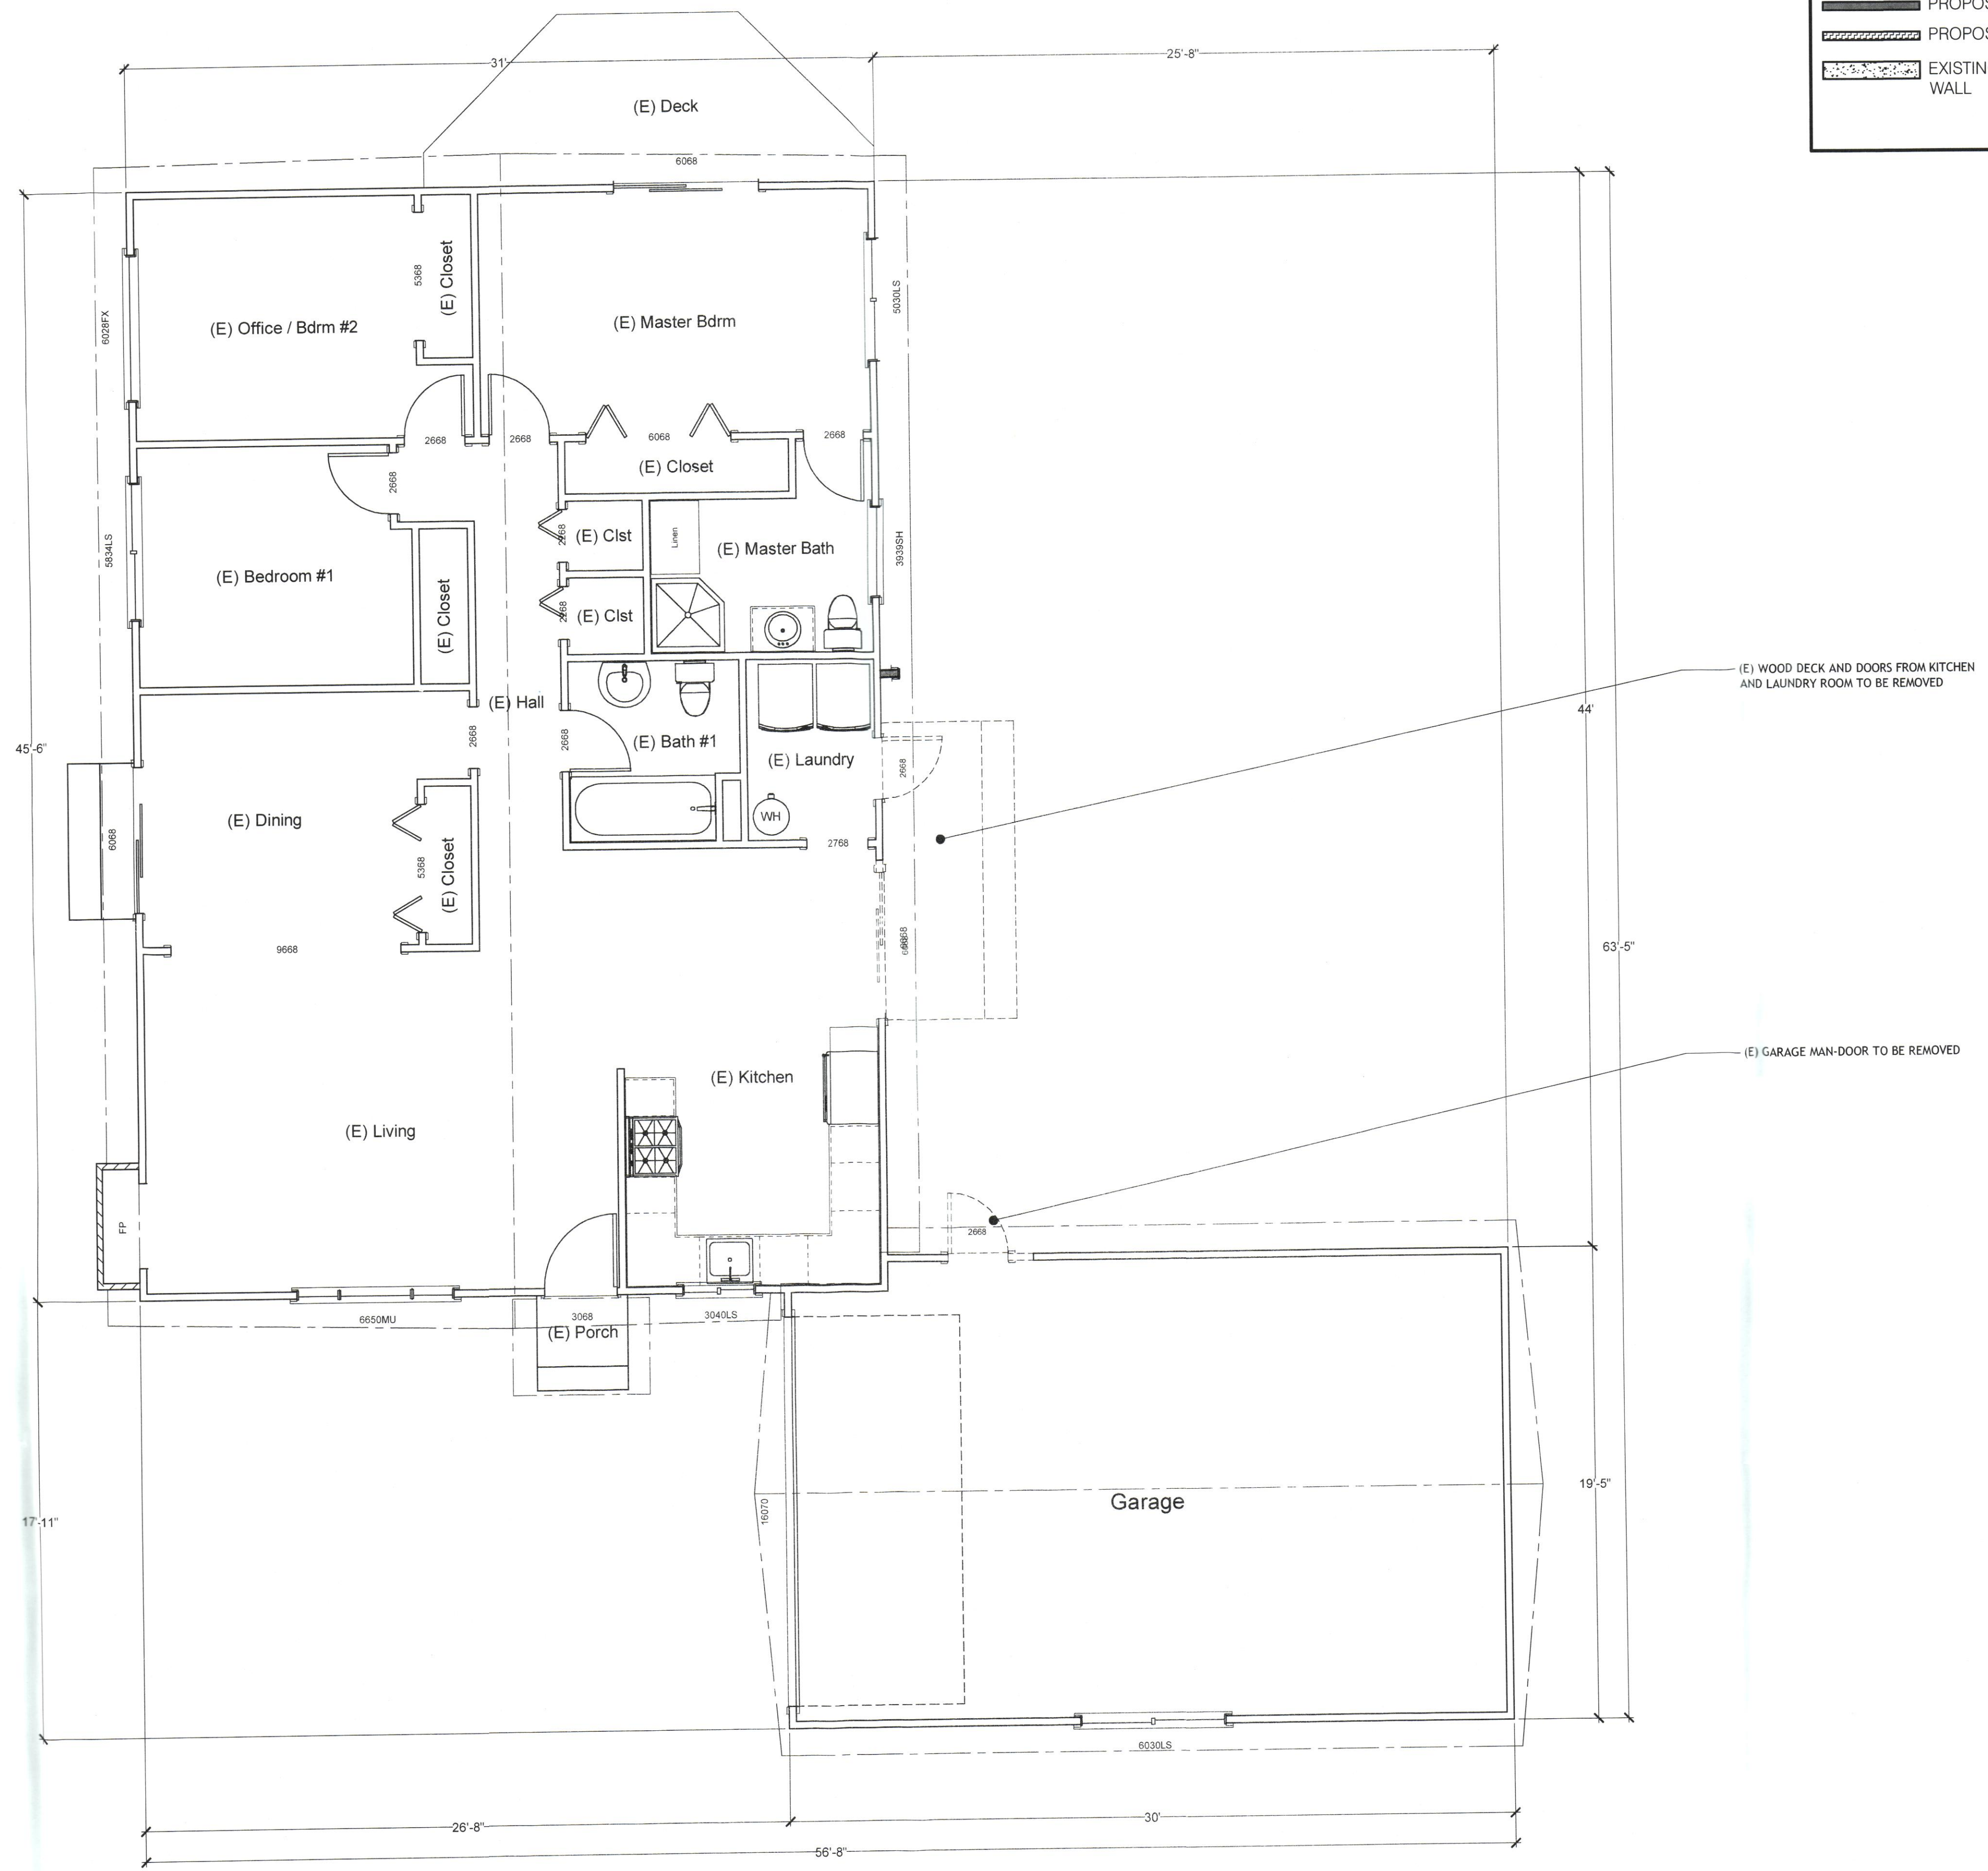 PROPOS
PROPOS
EXISTIN
WALL
31'
25'-8"
(E) Deck
6068
5368
(E) Closet
6028FX
(E) Office / Bdrm #2
(E) Master Bdrm
5030LS
2668
2668
6068
2668
(E) Closet
2668
5834LS
2268
(E) Clst
Linen
(E) Master Bath
3939SH
(E) Bedroom #1
(E) Closet
2268
(E) Clst
(E) WOOD DECK AND DOORS FROM KITCHEN
AND LAUNDRY ROOM TO BE REMOVED
(E) Hall
44'
45'-6"
2668
2668
(E) Bath #1
(E) Laundry
2668
(E) Dining
WH
6068
2768
5368
(E) Closet
9668
63'-5"
(E) Kitchen
(E) GARAGE MAN-DOOR TO BE REMOVED
(E) Living
FP
2668
6650MU
3068
3040LS
(E) Porch
19'-5"
Garage
16070
17'-11"
6030LS
26'-8"
30'
56'-8"